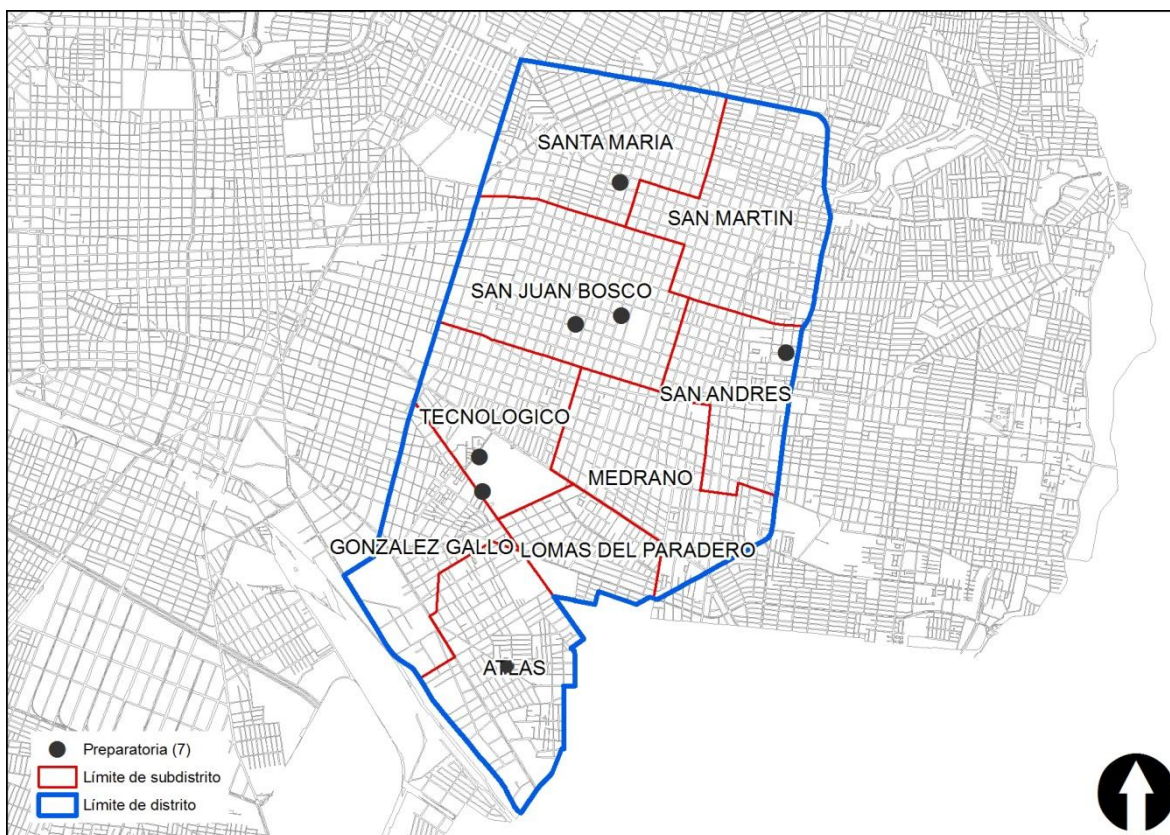 SANTA MARIA
SAN MARTIN
SAN JUAN BOSCO
SAN ANDRES
TECNOLOGICO
MEDRANO
GONZALEZ GALLO
LOMAS DEL PARADERO
ATLAS
Preparatoria (7)
Límite de subdistrito
Límite de distrito